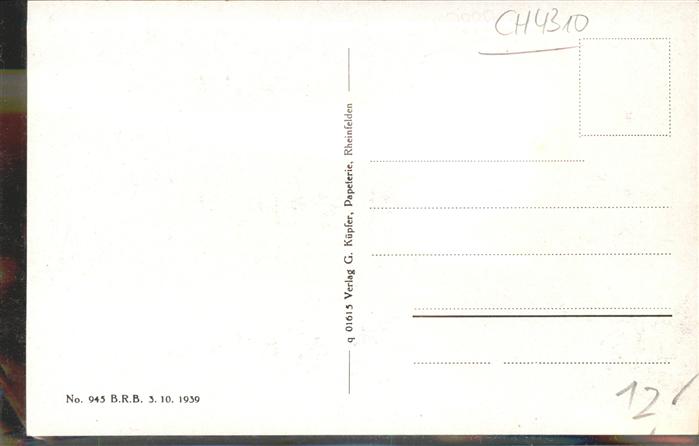 CH4310
q 01615 Verlag G. Küpfer, Papeterie, Rheinfelden
No. 945 B.R.B. 3. 10. 1939
12